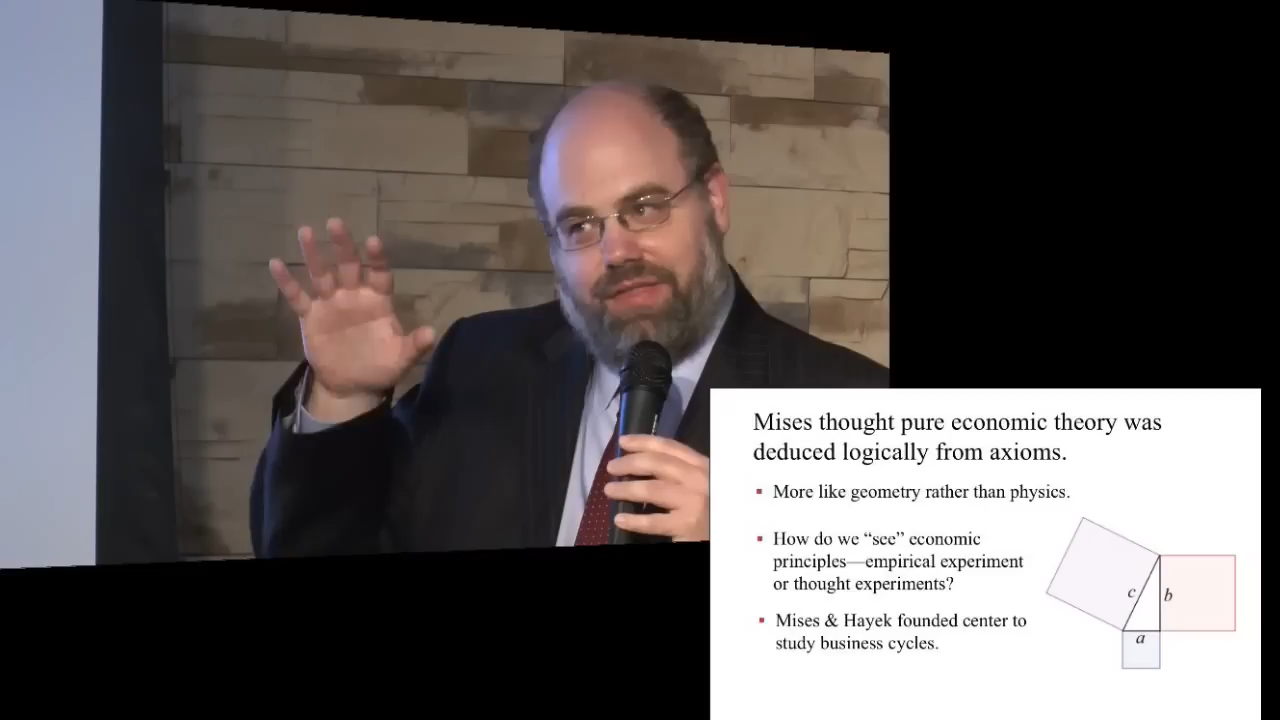 Mises thought pure economic theory was
deduced logically from axioms.
▪ More like geometry rather than physics.
▪ How do we “see” economic
principles—empirical experiment
or thought experiments?
▪ Mises & Hayek founded center to
study business cycles.
c
b
a